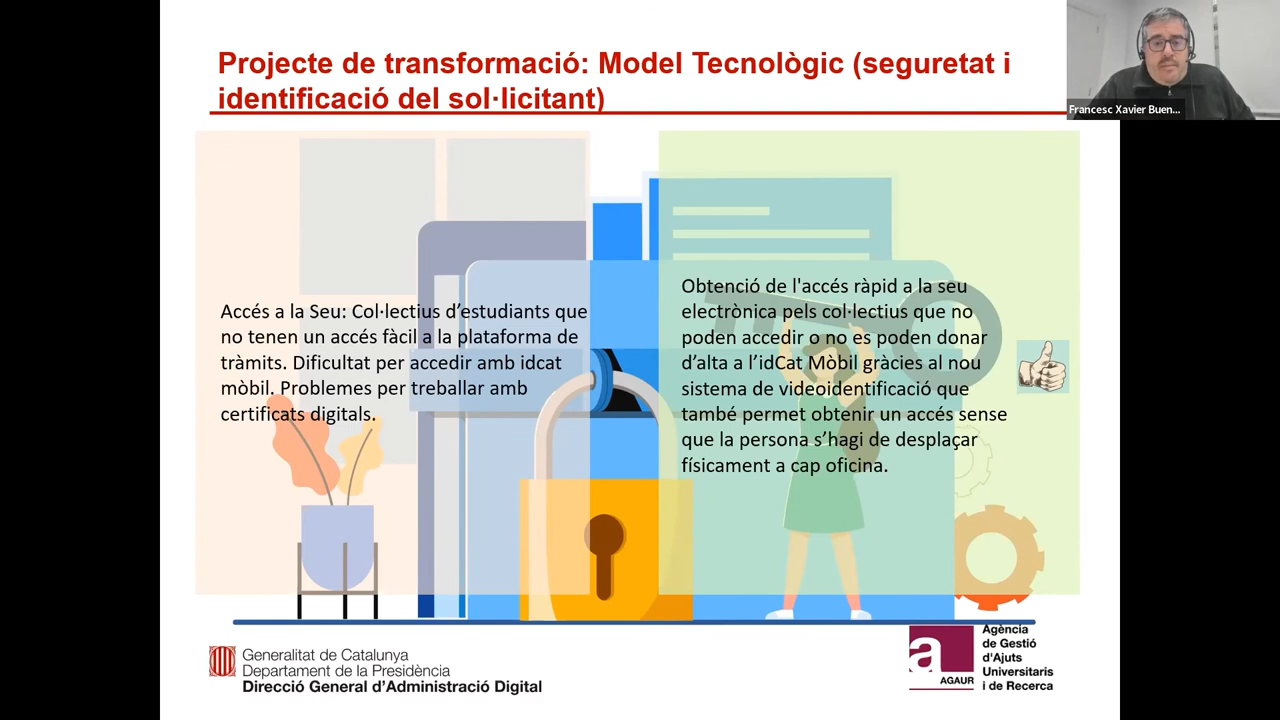 Projecte de transformació: Model Tecnològic (seguretat i
identificació del sol·licitant)
Francesc Xavier Buen...
Accés a la Seu: Col·lectius d’estudiants que
no tenen un accés fàcil a la plataforma de
tràmits. Dificultat per accedir amb idcat
mòbil. Problemes per treballar amb
certificats digitals.
Obtenció de l'accés ràpid a la seu
electrònica pels col·lectius que no
poden accedir o no es poden donar
d’alta a l’idCat Mòbil gràcies al nou
sistema de videoidentificació que
també permet obtenir un accés sense
que la persona s’hagi de desplaçar
físicament a cap oficina.
Generalitat de Catalunya
Departament de la Presidència
Direcció General d’Administració Digital
a
AGAUR
Agència
de Gestió
d'Ajuts
Universitaris
i de Recerca